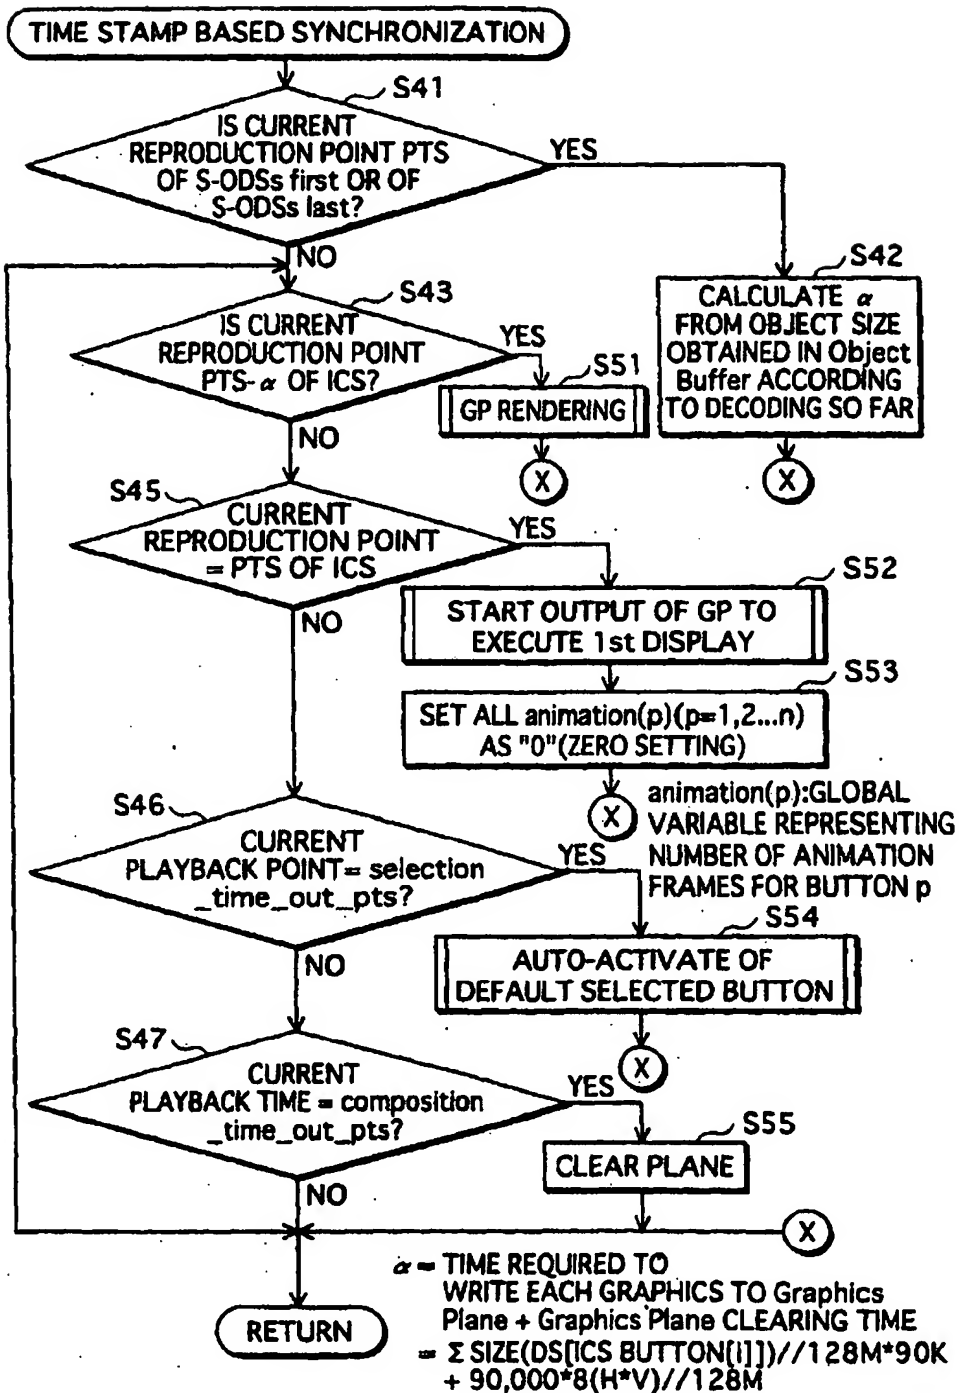 TIME STAMP BASED SYNCHRONIZATION
S41
IS CURRENT
REPRODUCTION POINT PTS
OF S-ODSs first OR OF
S-ODSs last?
YES
NO
S42
CALCULATE α
FROM OBJECT SIZE
OBTAINED IN Object
Buffer ACCORDING
TO DECODING SO FAR
X
S43
IS CURRENT
REPRODUCTION POINT
PTS-α OF ICS?
YES
NO
S51
GP RENDERING
X
S45
CURRENT
REPRODUCTION POINT
= PTS OF ICS
YES
NO
S52
START OUTPUT OF GP TO
EXECUTE 1st DISPLAY
S53
SET ALL animation(p)(p=1,2...n)
AS "0"(ZERO SETTING)
X
animation(p):GLOBAL
VARIABLE REPRESENTING
NUMBER OF ANIMATION
FRAMES FOR BUTTON p
S46
CURRENT
PLAYBACK POINT= selection
_time_out_pts?
YES
NO
S54
AUTO-ACTIVATE OF
DEFAULT SELECTED BUTTON
X
S47
CURRENT
PLAYBACK TIME = composition
_time_out_pts?
YES
NO
S55
CLEAR PLANE
X
RETURN
α = TIME REQUIRED TO
WRITE EACH GRAPHICS TO Graphics
Plane + Graphics Plane CLEARING TIME
= Σ SIZE(DS[ICS BUTTON[i]])//128M*90K
+ 90,000*8(H*V)//128M